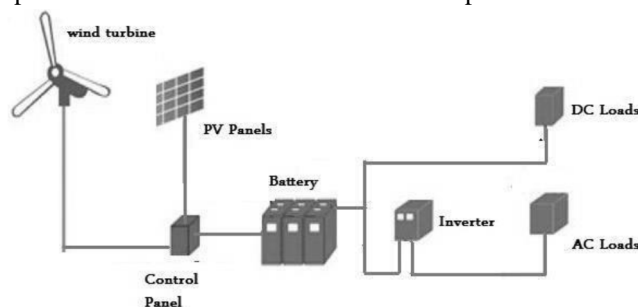 wind turbine
PV Panels
DC Loads
Battery
Inverter
AC Loads
Control
Panel